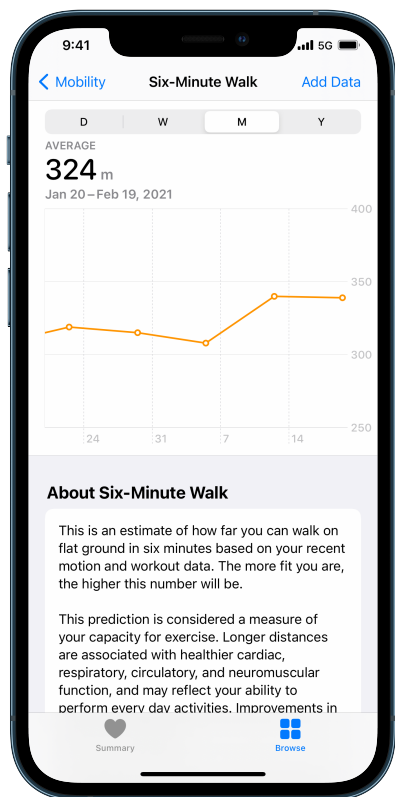 9:41
5G
Mobility
Six-Minute Walk
Add Data
D W M Y
AVERAGE
324 m
Jan 20–Feb 19, 2021
400
350
300
250
24 31 7 14
About Six-Minute Walk
This is an estimate of how far you can walk on
flat ground in six minutes based on your recent
motion and workout data. The more fit you are,
the higher this number will be.
This prediction is considered a measure of
your capacity for exercise. Longer distances
are associated with healthier cardiac,
respiratory, circulatory, and neuromuscular
function, and may reflect your ability to
perform every day activities. Improvements in
Summary
Browse